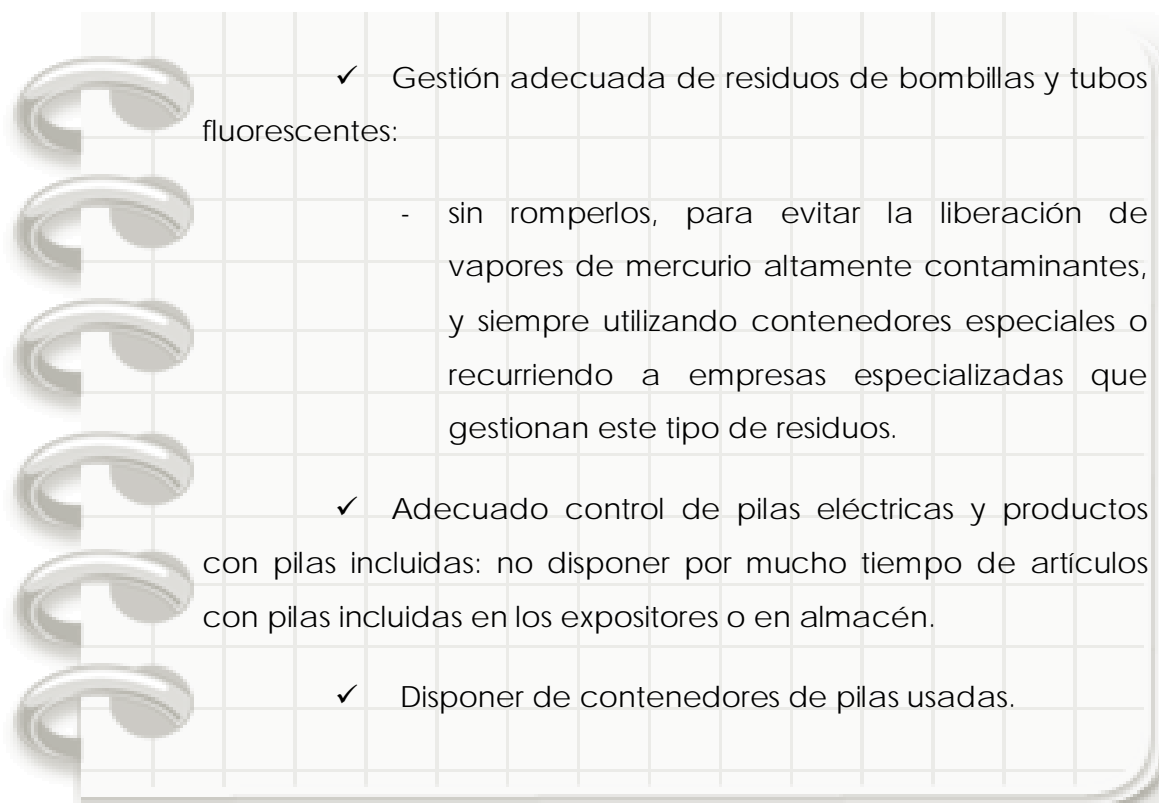 ✓ Gestión adecuada de residuos de bombillas y tubos
fluorescentes:
- sin romperlos, para evitar la liberación de
vapores de mercurio altamente contaminantes,
y siempre utilizando contenedores especiales o
recurriendo a empresas especializadas que
gestionan este tipo de residuos.
✓ Adecuado control de pilas eléctricas y productos
con pilas incluidas: no disponer por mucho tiempo de artículos
con pilas incluidas en los expositores o en almacén.
✓ Disponer de contenedores de pilas usadas.